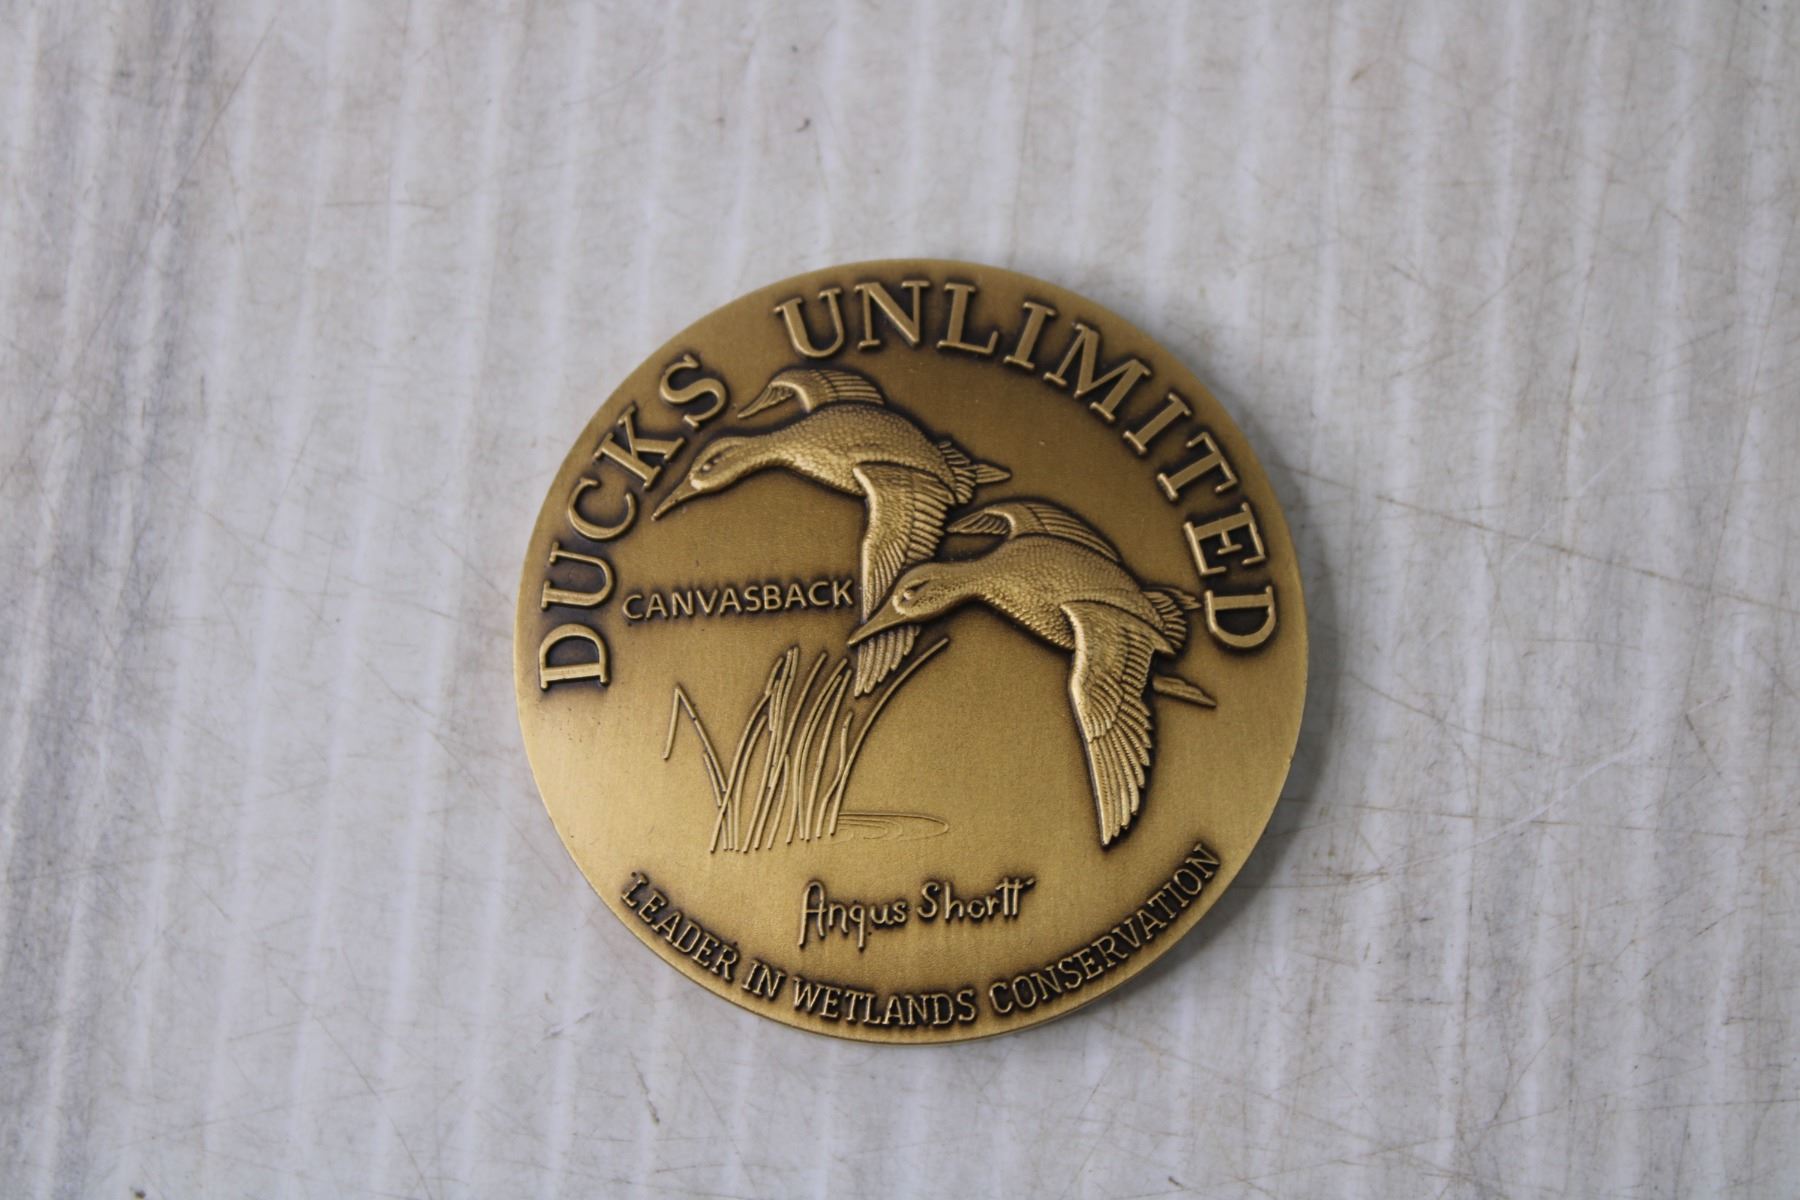 DUCKS UNLIMITED
CANVASBACK
Angus Shortt
LEADER IN WETLANDS CONSERVATION